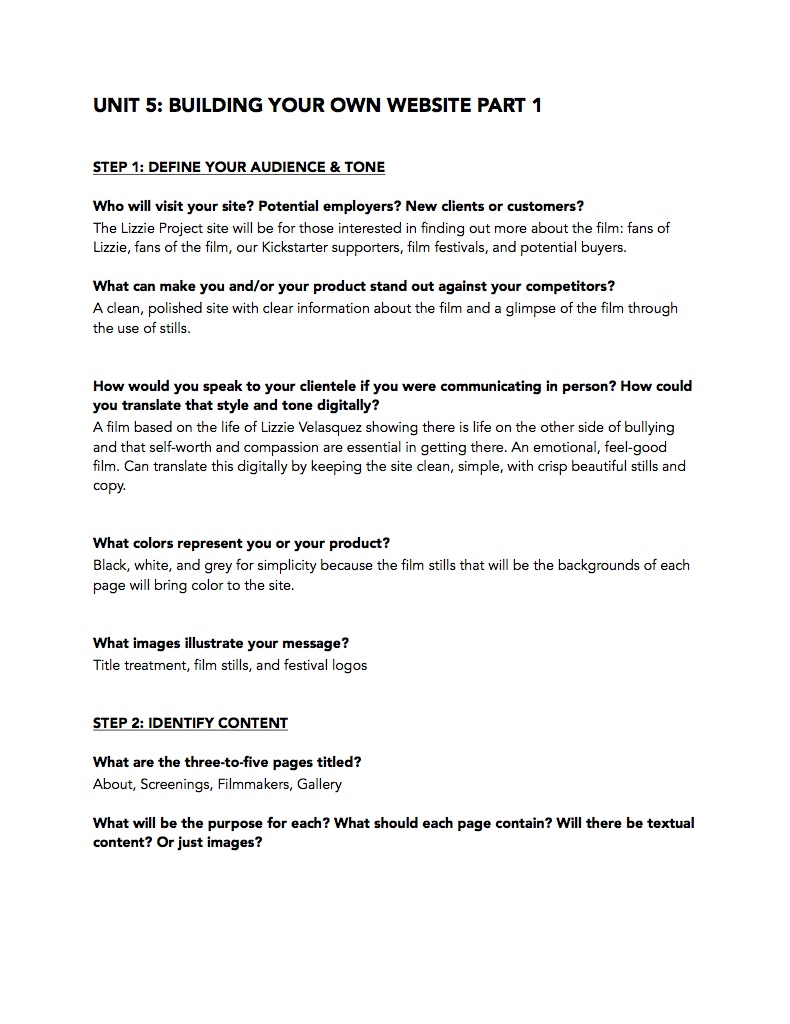 UNIT 5: BUILDING YOUR OWN WEBSITE PART 1
STEP 1: DEFINE YOUR AUDIENCE & TONE
Who will visit your site? Potential employers? New clients or customers?
The Lizzie Project site will be for those interested in finding out more about the film: fans of
Lizzie, fans of the film, our Kickstarter supporters, film festivals, and potential buyers.
What can make you and/or your product stand out against your competitors?
A clean, polished site with clear information about the film and a glimpse of the film through
the use of stills.
How would you speak to your clientele if you were communicating in person? How could
you translate that style and tone digitally?
A film based on the life of Lizzie Velasquez showing there is life on the other side of bullying
and that self-worth and compassion are essential in getting there. An emotional, feel-good
film. Can translate this digitally by keeping the site clean, simple, with crisp beautiful stills and
copy.
What colors represent you or your product?
Black, white, and grey for simplicity because the film stills that will be the backgrounds of each
page will bring color to the site.
What images illustrate your message?
Title treatment, film stills, and festival logos
STEP 2: IDENTIFY CONTENT
What are the three-to-five pages titled?
About, Screenings, Filmmakers, Gallery
What will be the purpose for each? What should each page contain? Will there be textual
content? Or just images?